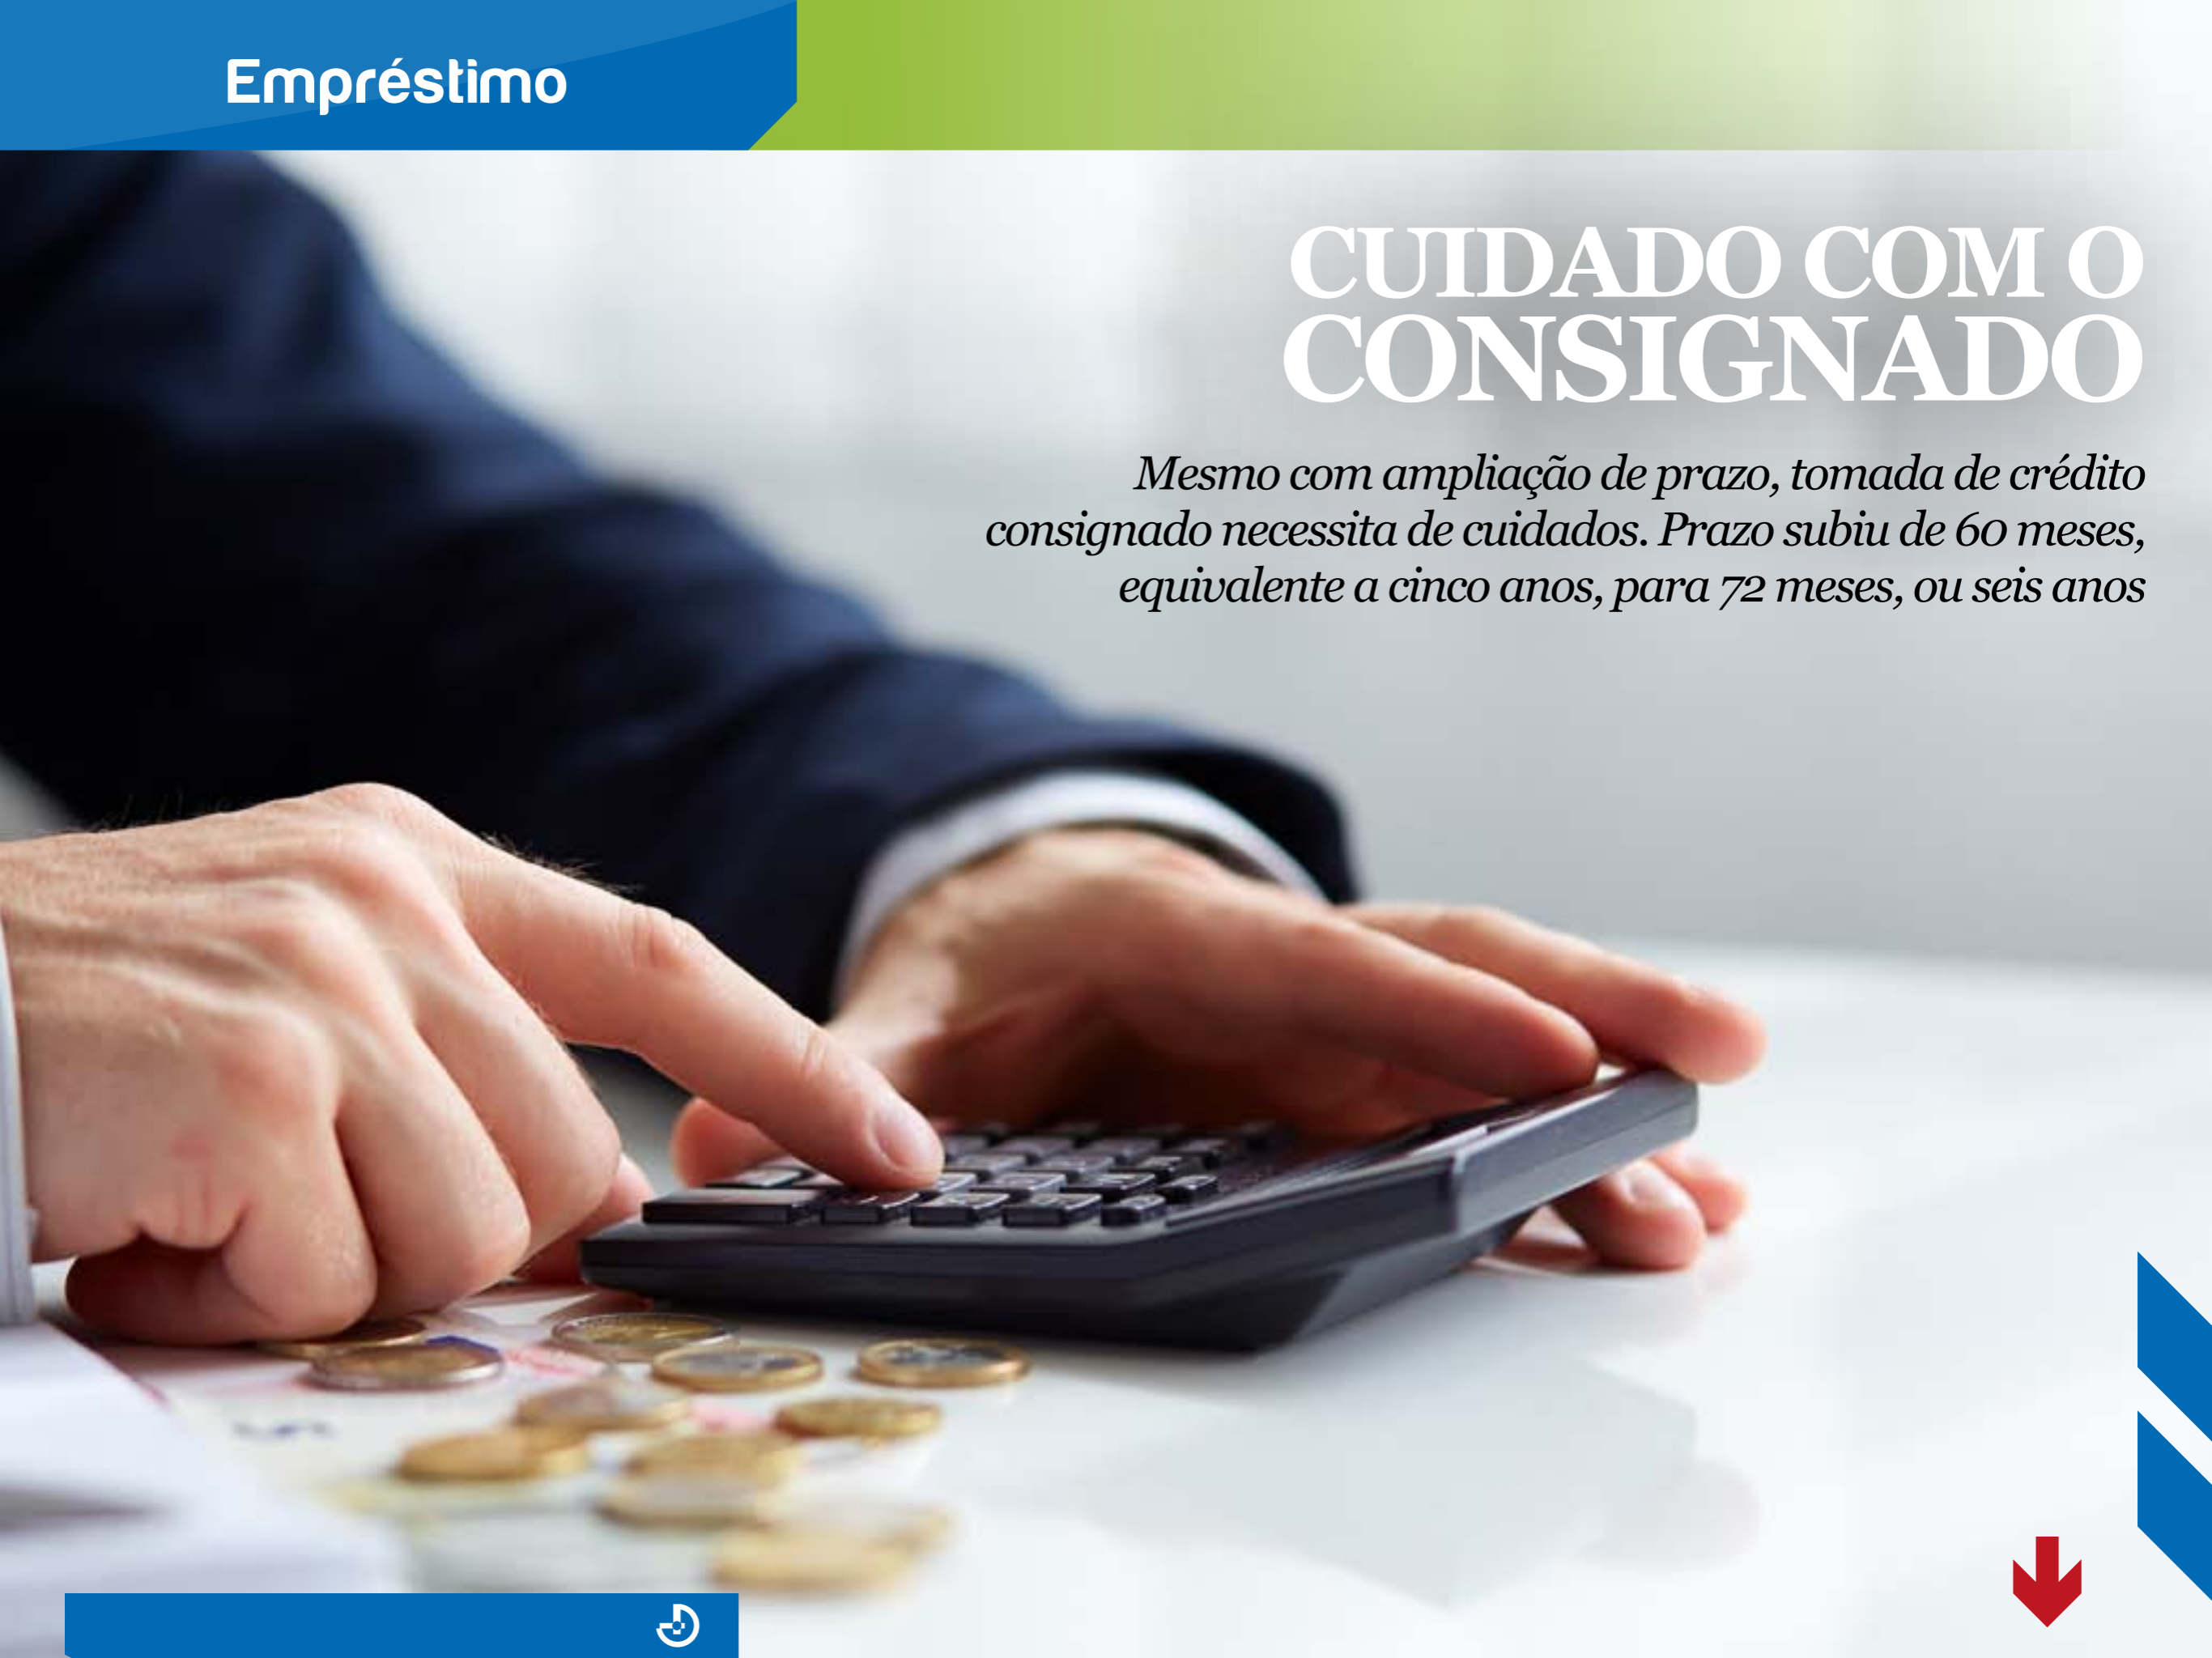 Empréstimo
CUIDADO COM O
CONSIGNADO
Mesmo com ampliação de prazo, tomada de crédito
consignado necessita de cuidados. Prazo subiu de 60 meses,
equivalente a cinco anos, para 72 meses, ou seis anos